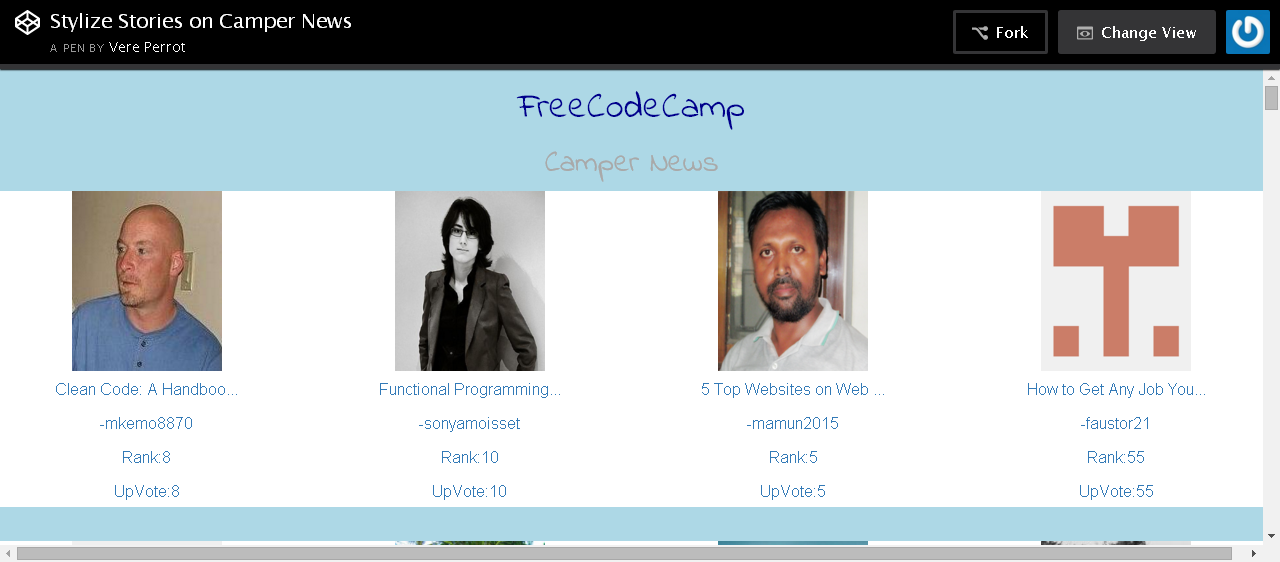 Stylize Stories on Camper News
A PEN BY Vere Perrot
Fork
Change View
FreeCodeCamp
Camper News
Clean Code: A Handboo...
-mkemo8870
Rank:8
UpVote:8
Functional Programming...
-sonyamoisset
Rank:10
UpVote:10
5 Top Websites on Web ...
-mamun2015
Rank:5
UpVote:5
How to Get Any Job You...
-faustor21
Rank:55
UpVote:55